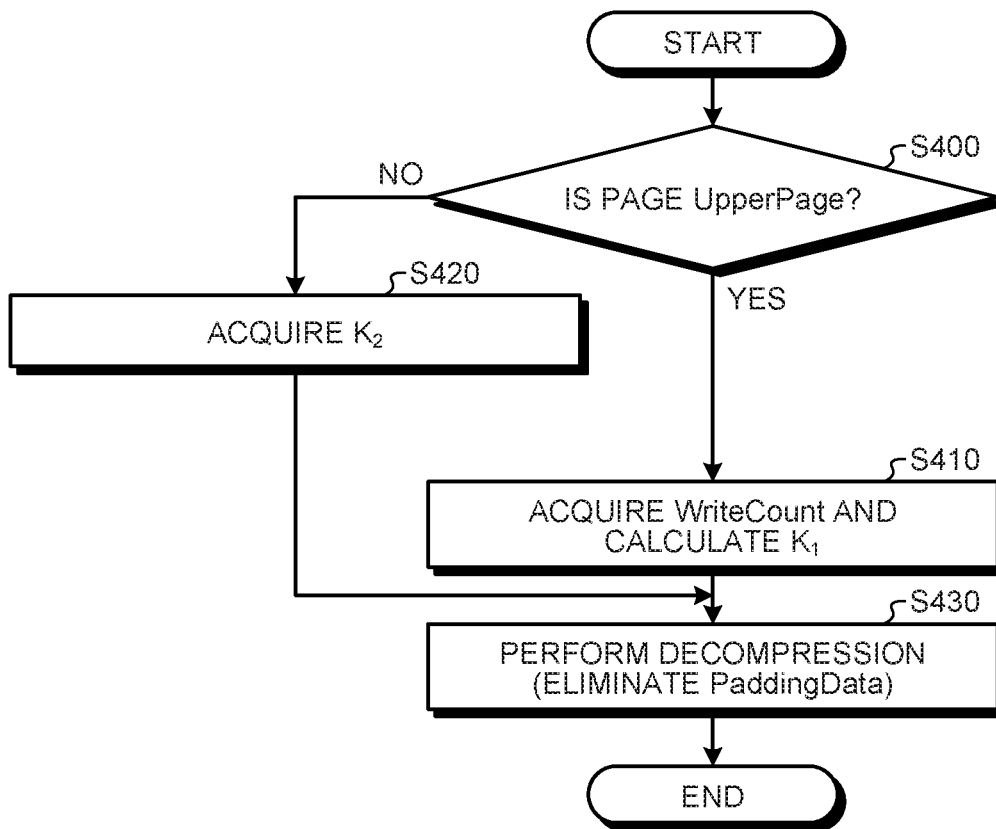 START
S400
IS PAGE UpperPage?
NO
YES
S420
ACQUIRE K₂
S410
ACQUIRE WriteCount AND
CALCULATE K₁
S430
PERFORM DECOMPRESSION
(ELIMINATE PaddingData)
END